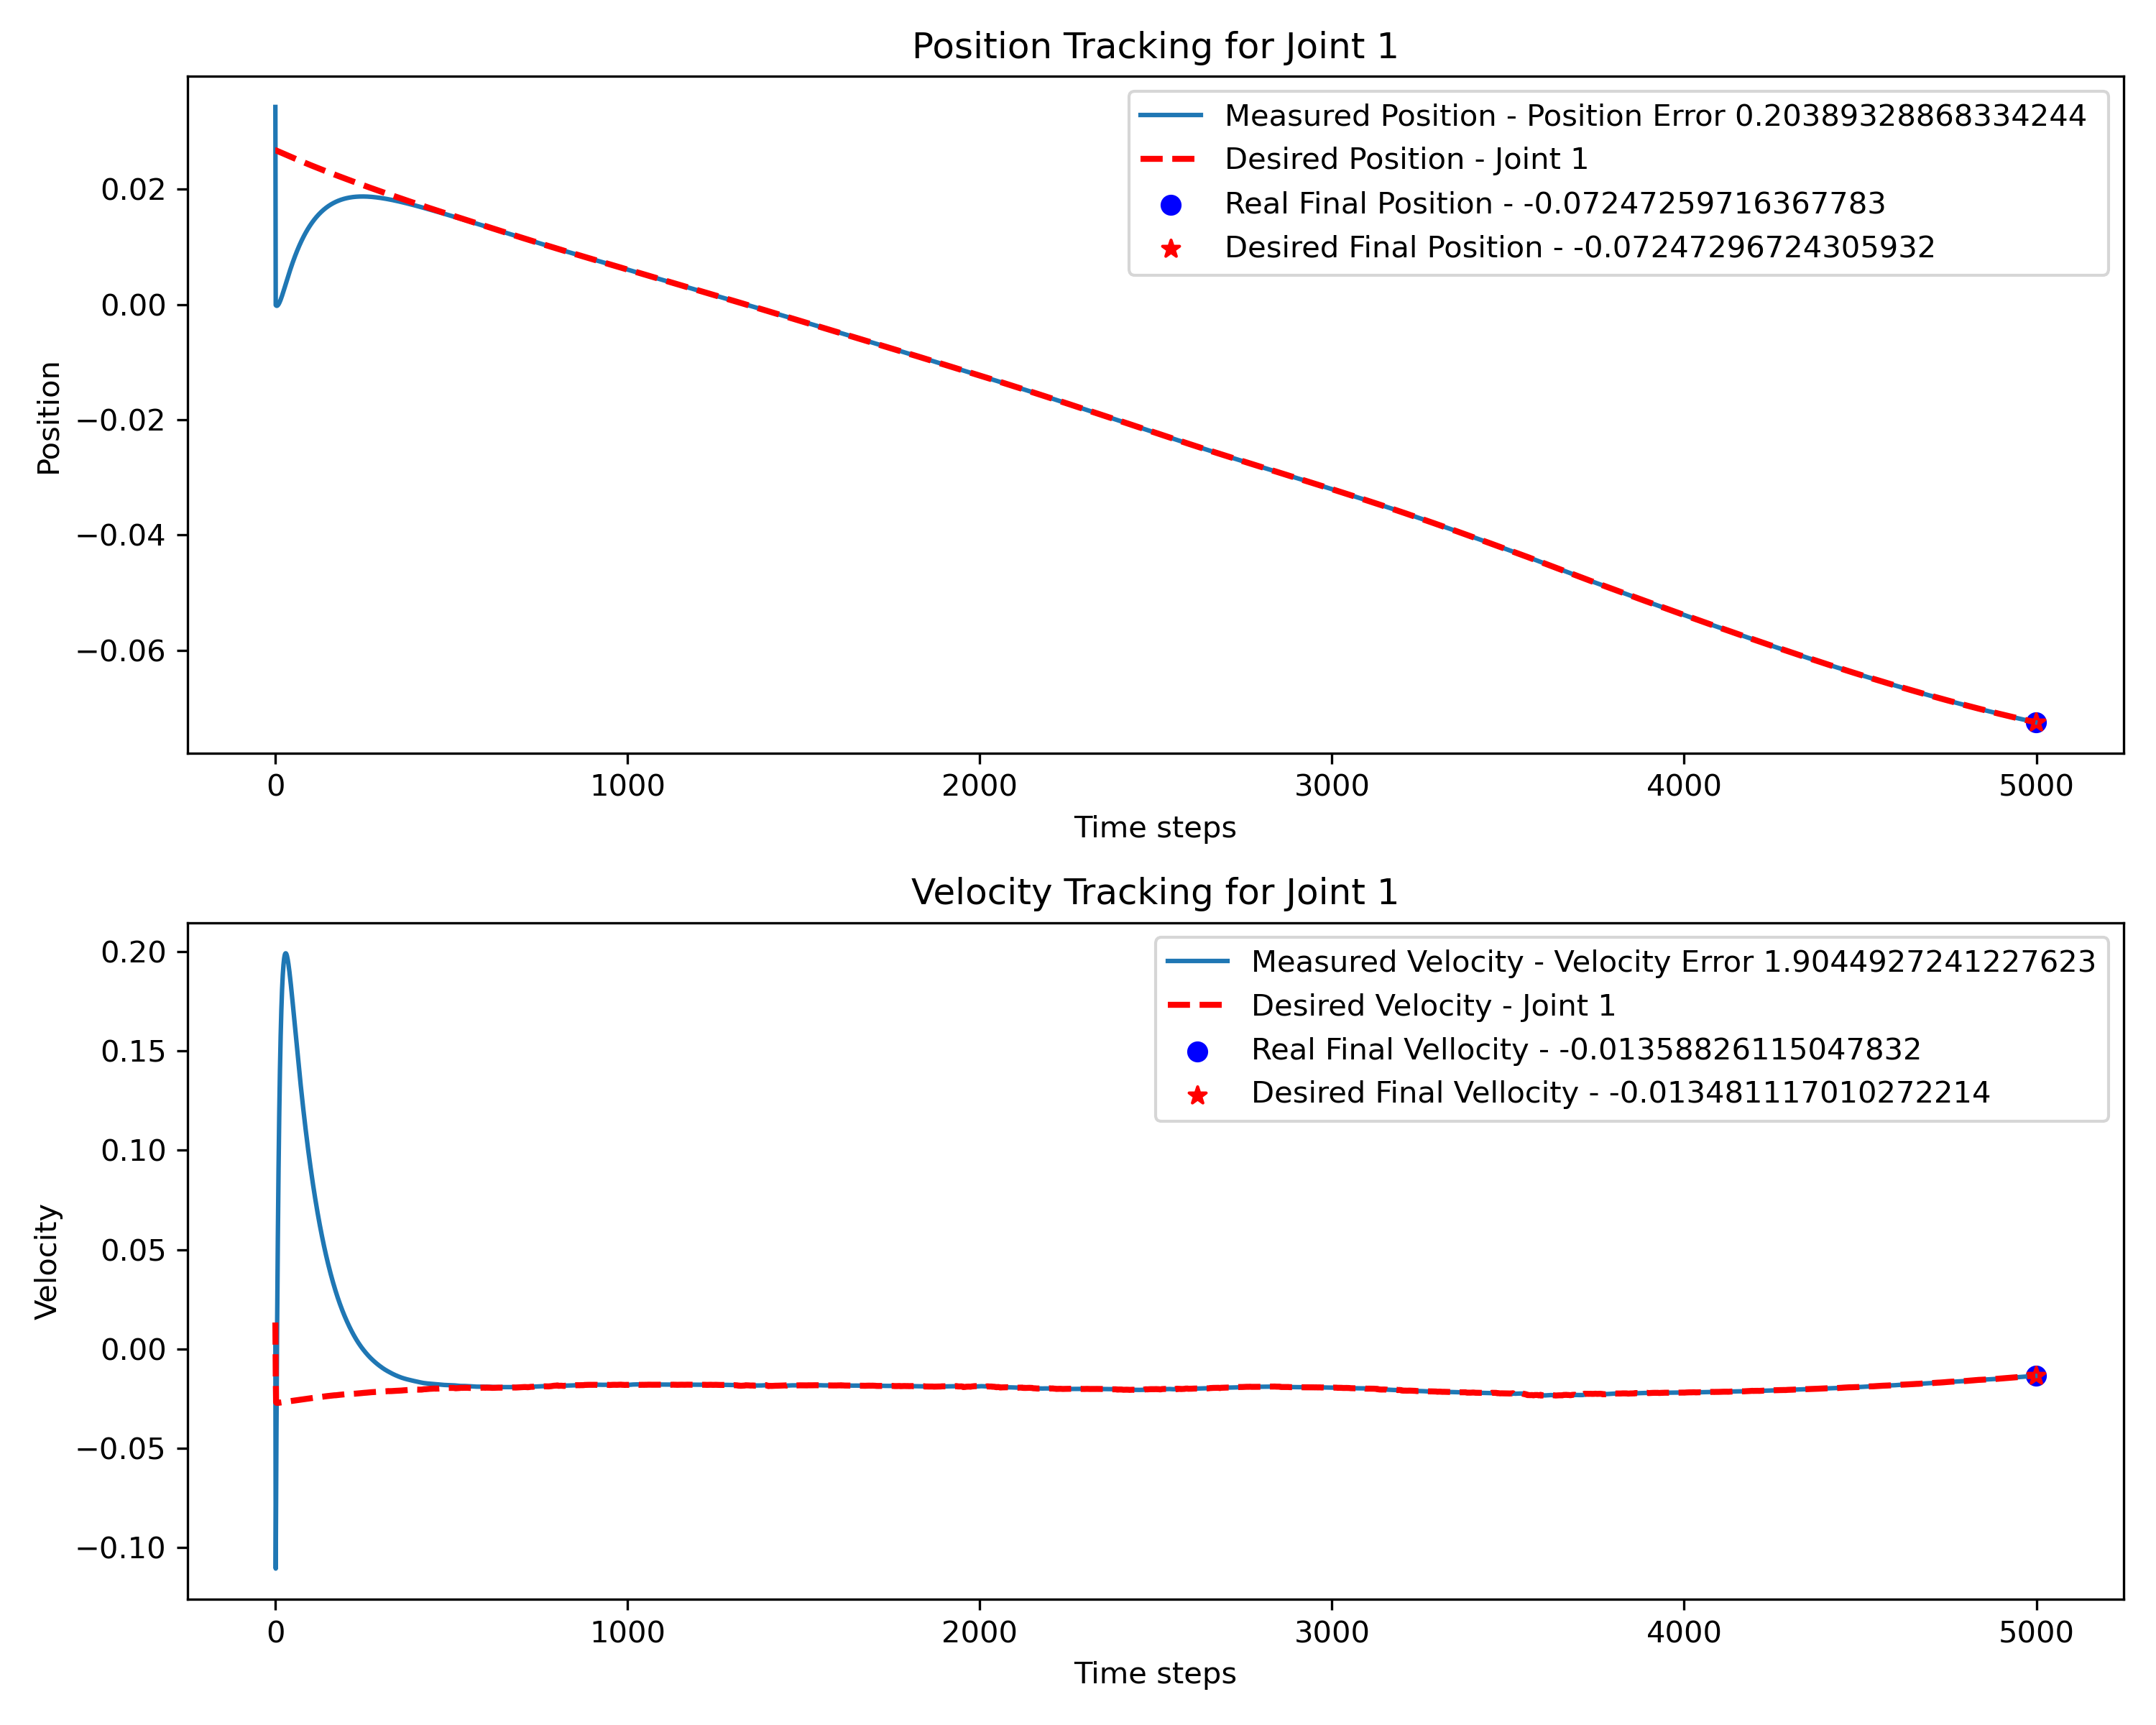 Position Tracking for Joint 1
Measured Position - Position Error 0.20389328868334244
Desired Position - Joint 1
Real Final Position - -0.07247259716367783
Desired Final Position - -0.07247296724305932
0.02
0.00
−0.02
−0.04
−0.06
Position
0 1000 2000 3000 4000 5000
Time steps
Velocity Tracking for Joint 1
Measured Velocity - Velocity Error 1.9044927241227623
Desired Velocity - Joint 1
Real Final Vellocity - -0.01358826115047832
Desired Final Vellocity - -0.013481117010272214
0.20
0.15
0.10
0.05
0.00
−0.05
−0.10
Velocity
0 1000 2000 3000 4000 5000
Time steps